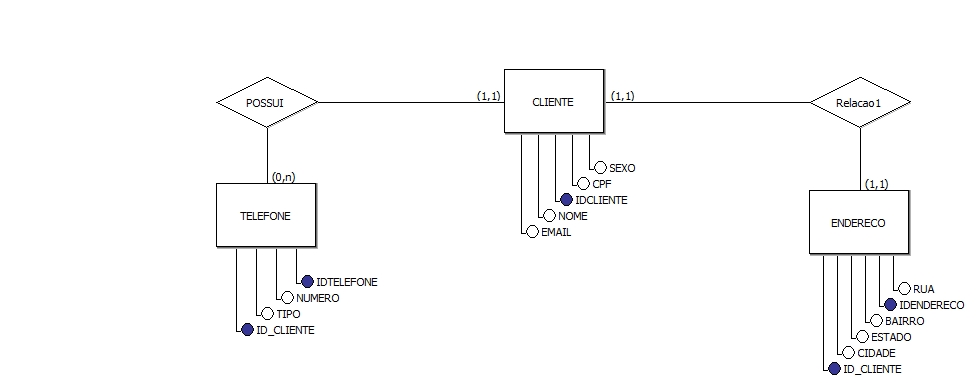 POSSUI
(1,1)
CLIENTE
(1,1)
Relacao1
SEXO
CPF
IDCLIENTE
NOME
EMAIL
(0,n)
TELEFONE
IDTELEFONE
NUMERO
TIPO
ID_CLIENTE
(1,1)
ENDERECO
RUA
IDENDERECO
BAIRRO
ESTADO
CIDADE
ID_CLIENTE